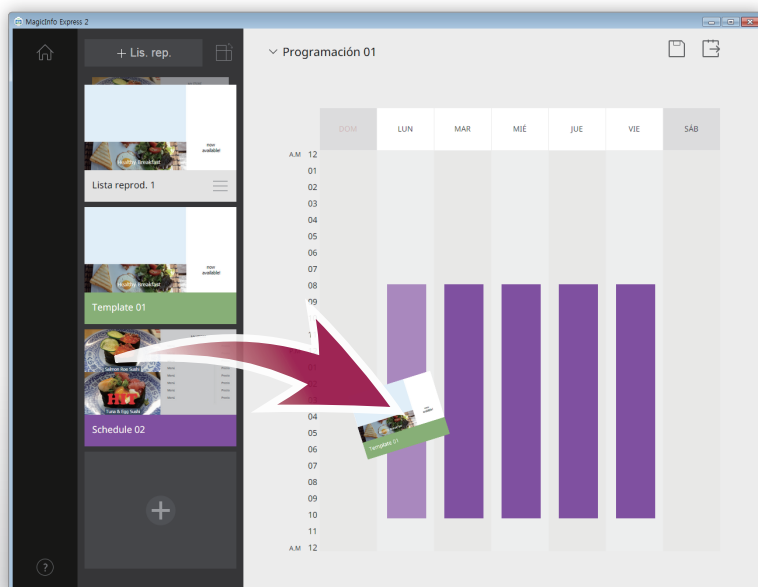 MagicInfo Express 2
+ Lis. rep.
Programación 01
now
available!
Healthy Breakfast
Lista reprod. 1
now
available!
Healthy Breakfast
Template 01
Salmon Roe Sushi
HIT
Tuna & Egg Sushi
Schedule 02
+
?
DOM LUN MAR MIÉ JUE VIE SÁB
A.M 12
01
02
03
04
05
06
07
08
09
04
05
06
07
08
09
10
11
A.M 12
Template 01